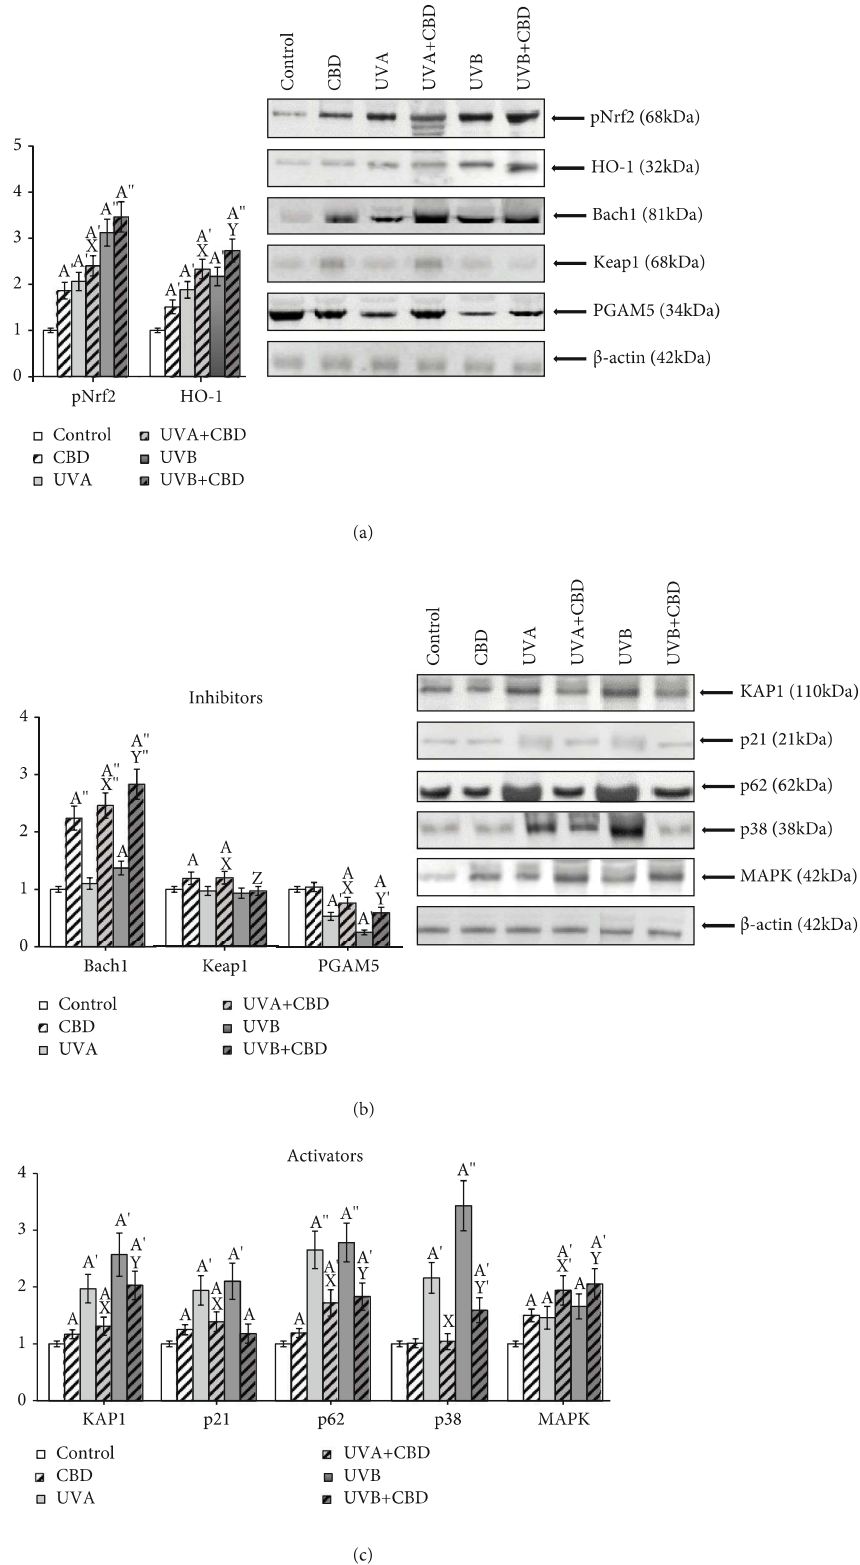 Control
CBD
UVA
UVA+CBD
UVB
UVB+CBD
pNrf2 (68kDa)
HO-1 (32kDa)
Bach1 (81kDa)
Keap1 (68kDa)
PGAM5 (34kDa)
β-actin (42kDa)
5
4
3
2
1
0
A'
A'
A'
X
A''
A''
A'
A'
A'
X
A'
A''
Y
pNrf2
HO-1
Control
UVA+CBD
CBD
UVB
UVA
UVB+CBD
(a)
Control
CBD
UVA
UVA+CBD
UVB
UVB+CBD
KAP1 (110kDa)
p21 (21kDa)
p62 (62kDa)
p38 (38kDa)
MAPK (42kDa)
β-actin (42kDa)
Inhibitors
4
3
2
1
0
A''
A''
X''
A
A''
Y''
A
A
X
Z
A'
A
X
A'
A
Y'
Bach1
Keap1
PGAM5
Control
UVA+CBD
CBD
UVB
UVA
UVB+CBD
(b)
Activators
4
3
2
1
0
A
A'
A
X
A'
A'
Y
A
A'
A
X
A'
A
A
A''
A'
X'
A''
A'
Y
A'
X
A''
A'
Y'
A
A
A'
X'
A
A'
Y
KAP1
p21
p62
p38
MAPK
Control
UVA+CBD
CBD
UVB
UVA
UVB+CBD
(c)